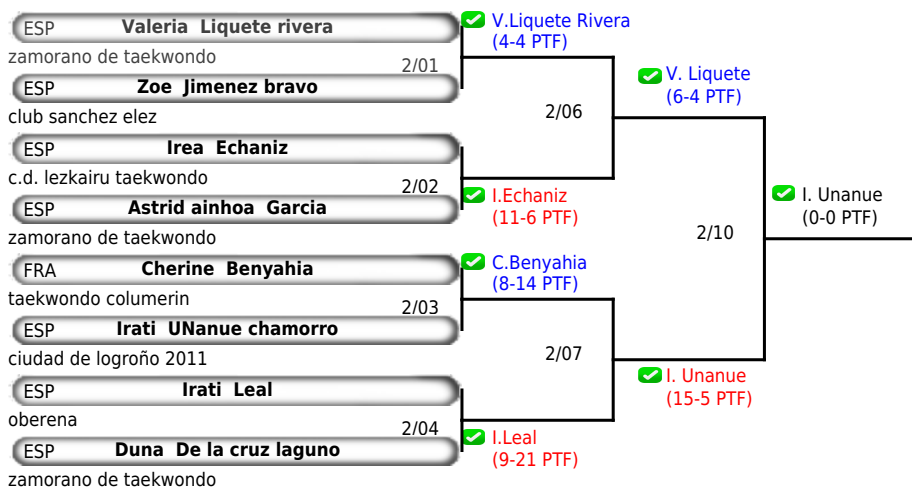 ESP Valeria Liquete rivera
zamorano de taekwondo
2/01
ESP Zoe Jimenez bravo
club sanchez elez
V.Liquete Rivera
(4-4 PTF)
2/06
ESP Irea Echaniz
c.d. lezkairu taekwondo
2/02
ESP Astrid ainhoa Garcia
zamorano de taekwondo
I.Echaniz
(11-6 PTF)
V. Liquete
(6-4 PTF)
2/10
I. Unanue
(0-0 PTF)
FRA Cherine Benyahia
taekwondo columerin
2/03
ESP Irati UNanue chamorro
ciudad de logroño 2011
C.Benyahia
(8-14 PTF)
2/07
ESP Irati Leal
oberena
2/04
ESP Duna De la cruz laguno
zamorano de taekwondo
I.Leal
(9-21 PTF)
I. Unanue
(15-5 PTF)